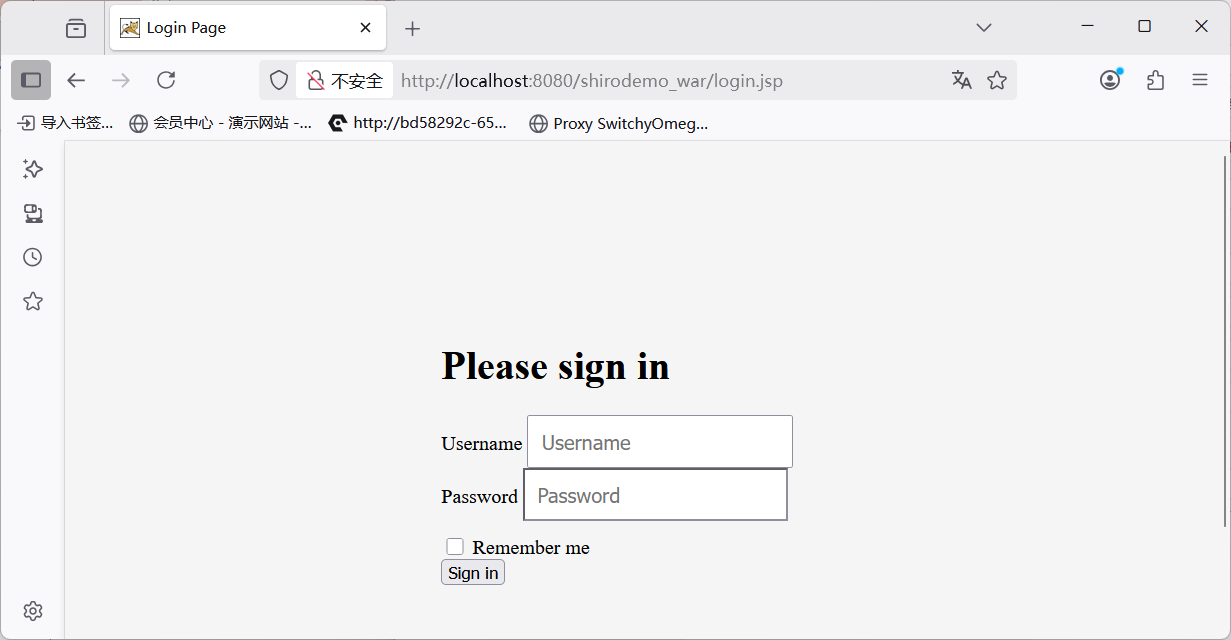 Login Page
不安全 http://localhost:8080/shirodemo_war/login.jsp
导入书签... 会员中心 - 演示网站 -... http://bd58292c-65... Proxy SwitchyOmeg...
Please sign in
Username Username
Password Password
Remember me
Sign in